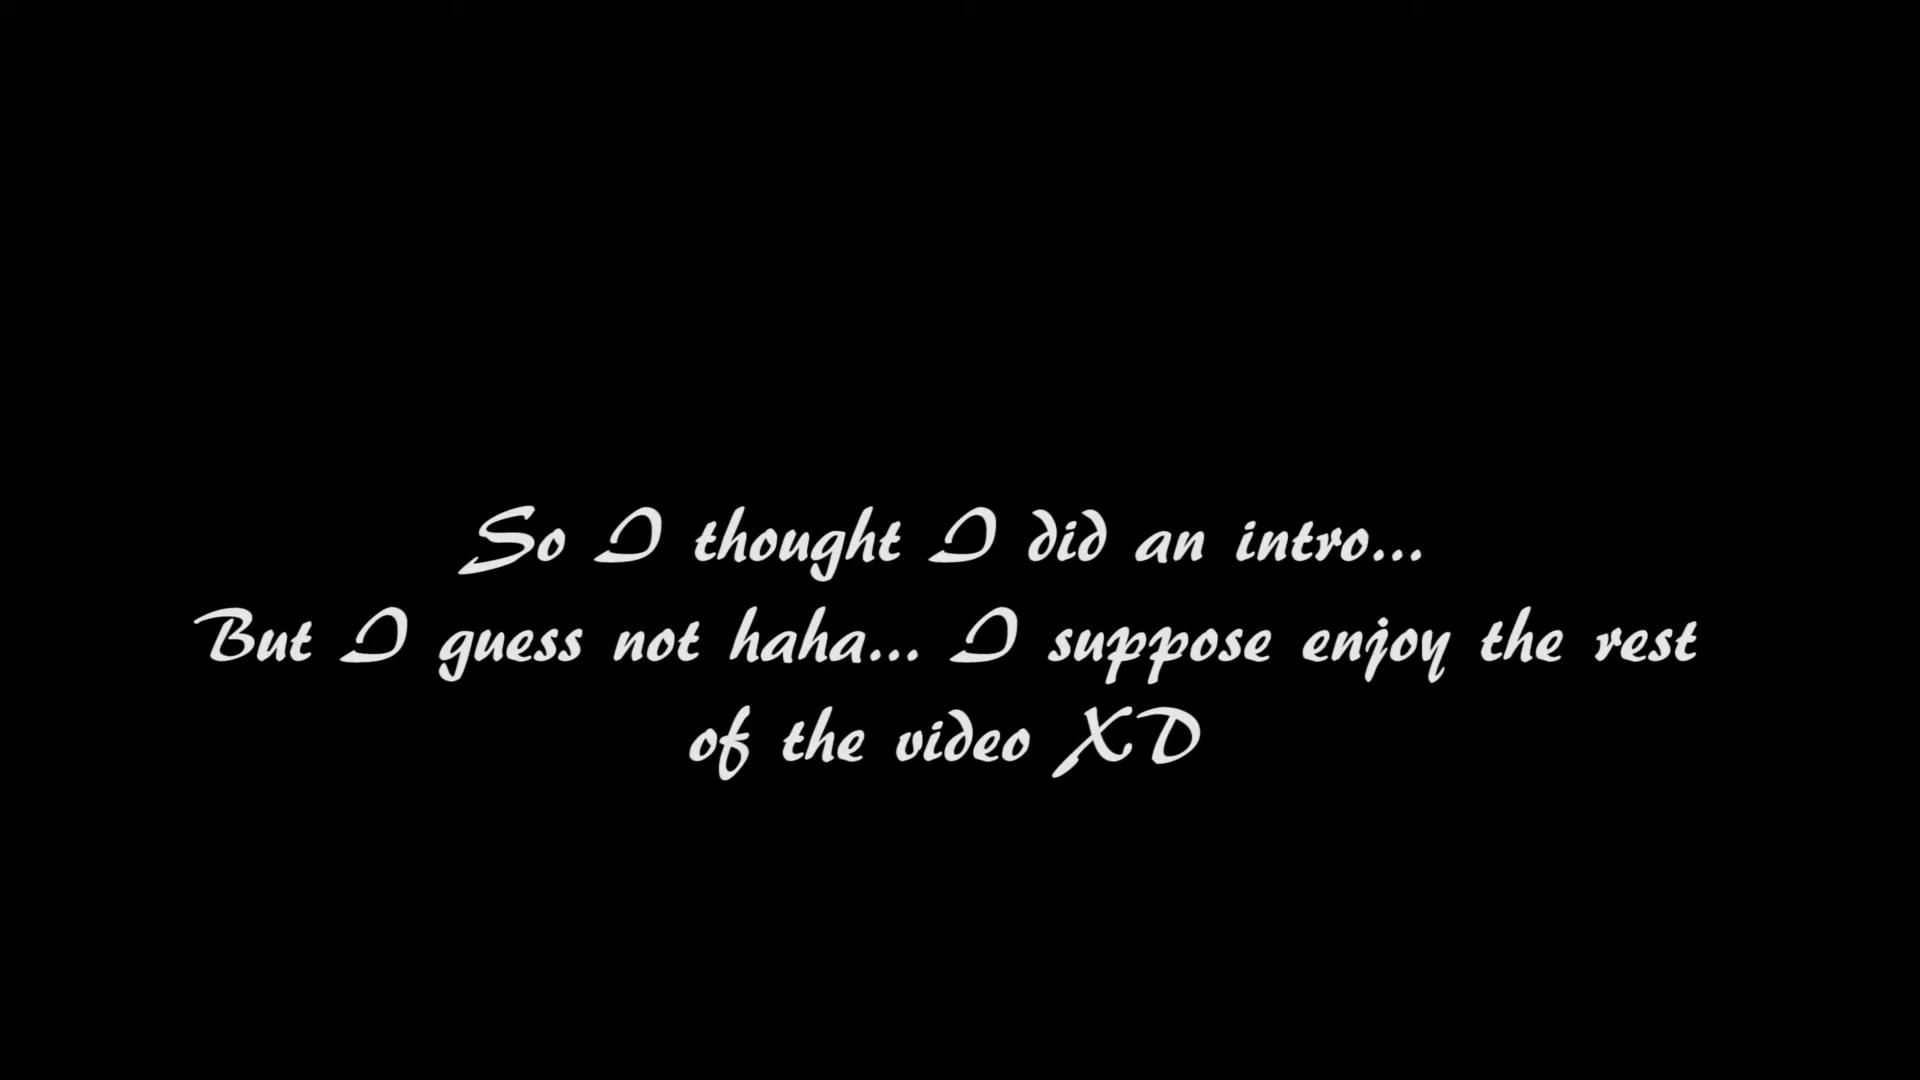 So I thought I did an intro...
But I guess not haha... I suppose enjoy the rest
of the video XD